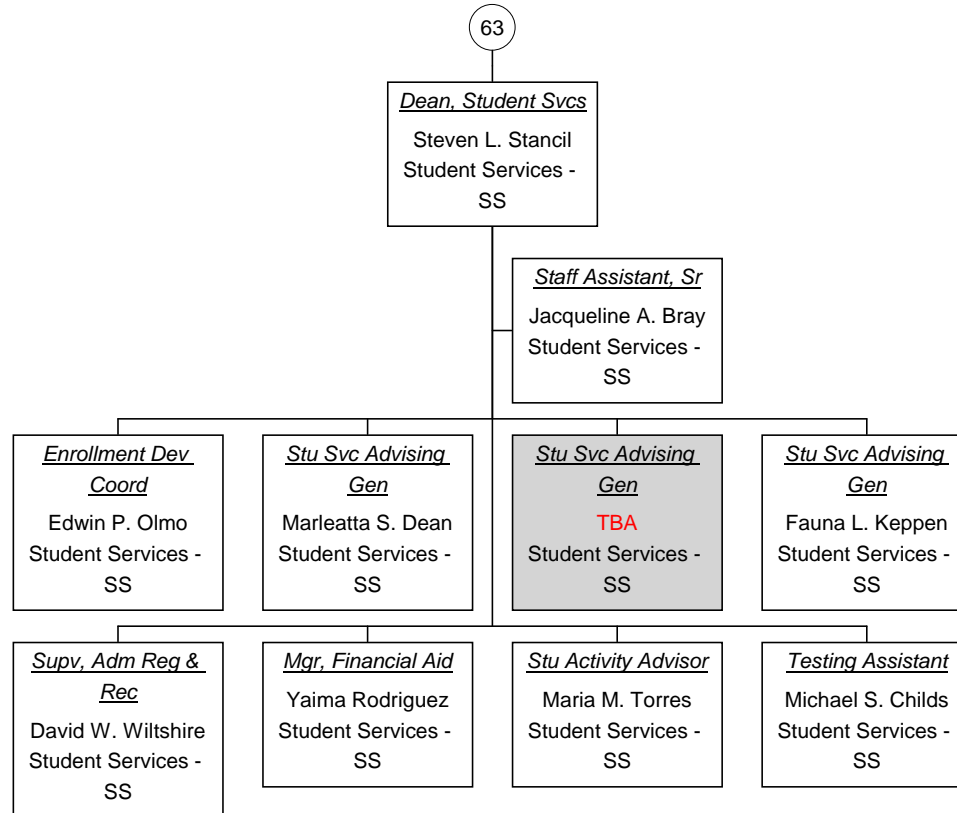 63
Dean, Student Svcs
Steven L. Stancil
Student Services -
SS
Staff Assistant, Sr
Jacqueline A. Bray
Student Services -
SS
Enrollment Dev
Coord
Edwin P. Olmo
Student Services -
SS
Stu Svc Advising
Gen
Marleatta S. Dean
Student Services -
SS
Stu Svc Advising
Gen
TBA
Student Services -
SS
Stu Svc Advising
Gen
Fauna L. Keppen
Student Services -
SS
Supv, Adm Reg &
Rec
David W. Wiltshire
Student Services -
SS
Mgr, Financial Aid
Yaima Rodriguez
Student Services -
SS
Stu Activity Advisor
Maria M. Torres
Student Services -
SS
Testing Assistant
Michael S. Childs
Student Services -
SS